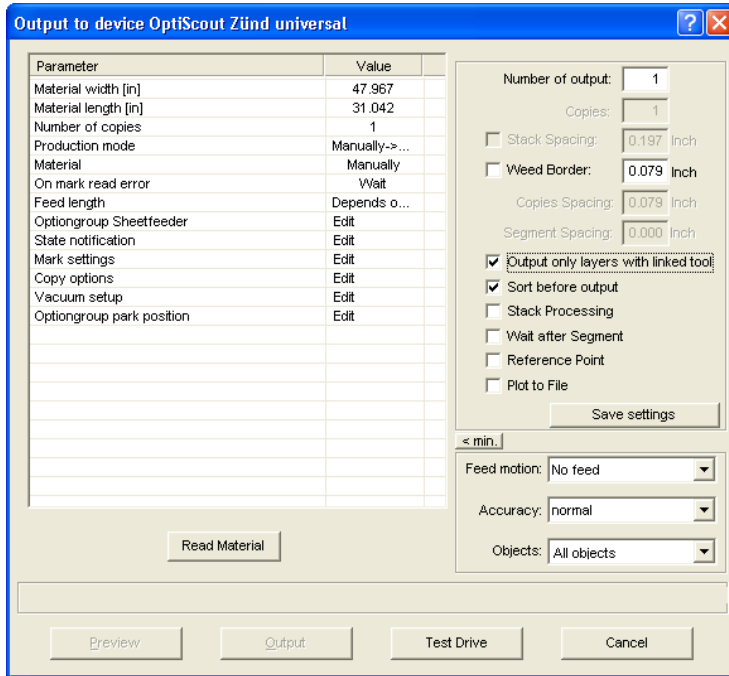 Output to device OptiScout Zünd universal
Parameter Value
Material width [in] 47.967
Material length [in] 31.042
Number of copies 1
Production mode Manually->...
Material Manually
On mark read error Wait
Feed length Depends o...
Optiongroup Sheetfeeder Edit
State notification Edit
Mark settings Edit
Copy options Edit
Vacuum setup Edit
Optiongroup park position Edit
Read Material
Number of output: 1
Copies: 1
Stack Spacing: 0.197 Inch
Weed Border: 0.079 Inch
Copies Spacing: 0.079 Inch
Segment Spacing: 0.000 Inch
Output only layers with linked tool
Sort before output
Stack Processing
Wait after Segment
Reference Point
Plot to File
Save settings
< min.
Feed motion: No feed
Accuracy: normal
Objects: All objects
Preview Output Test Drive Cancel